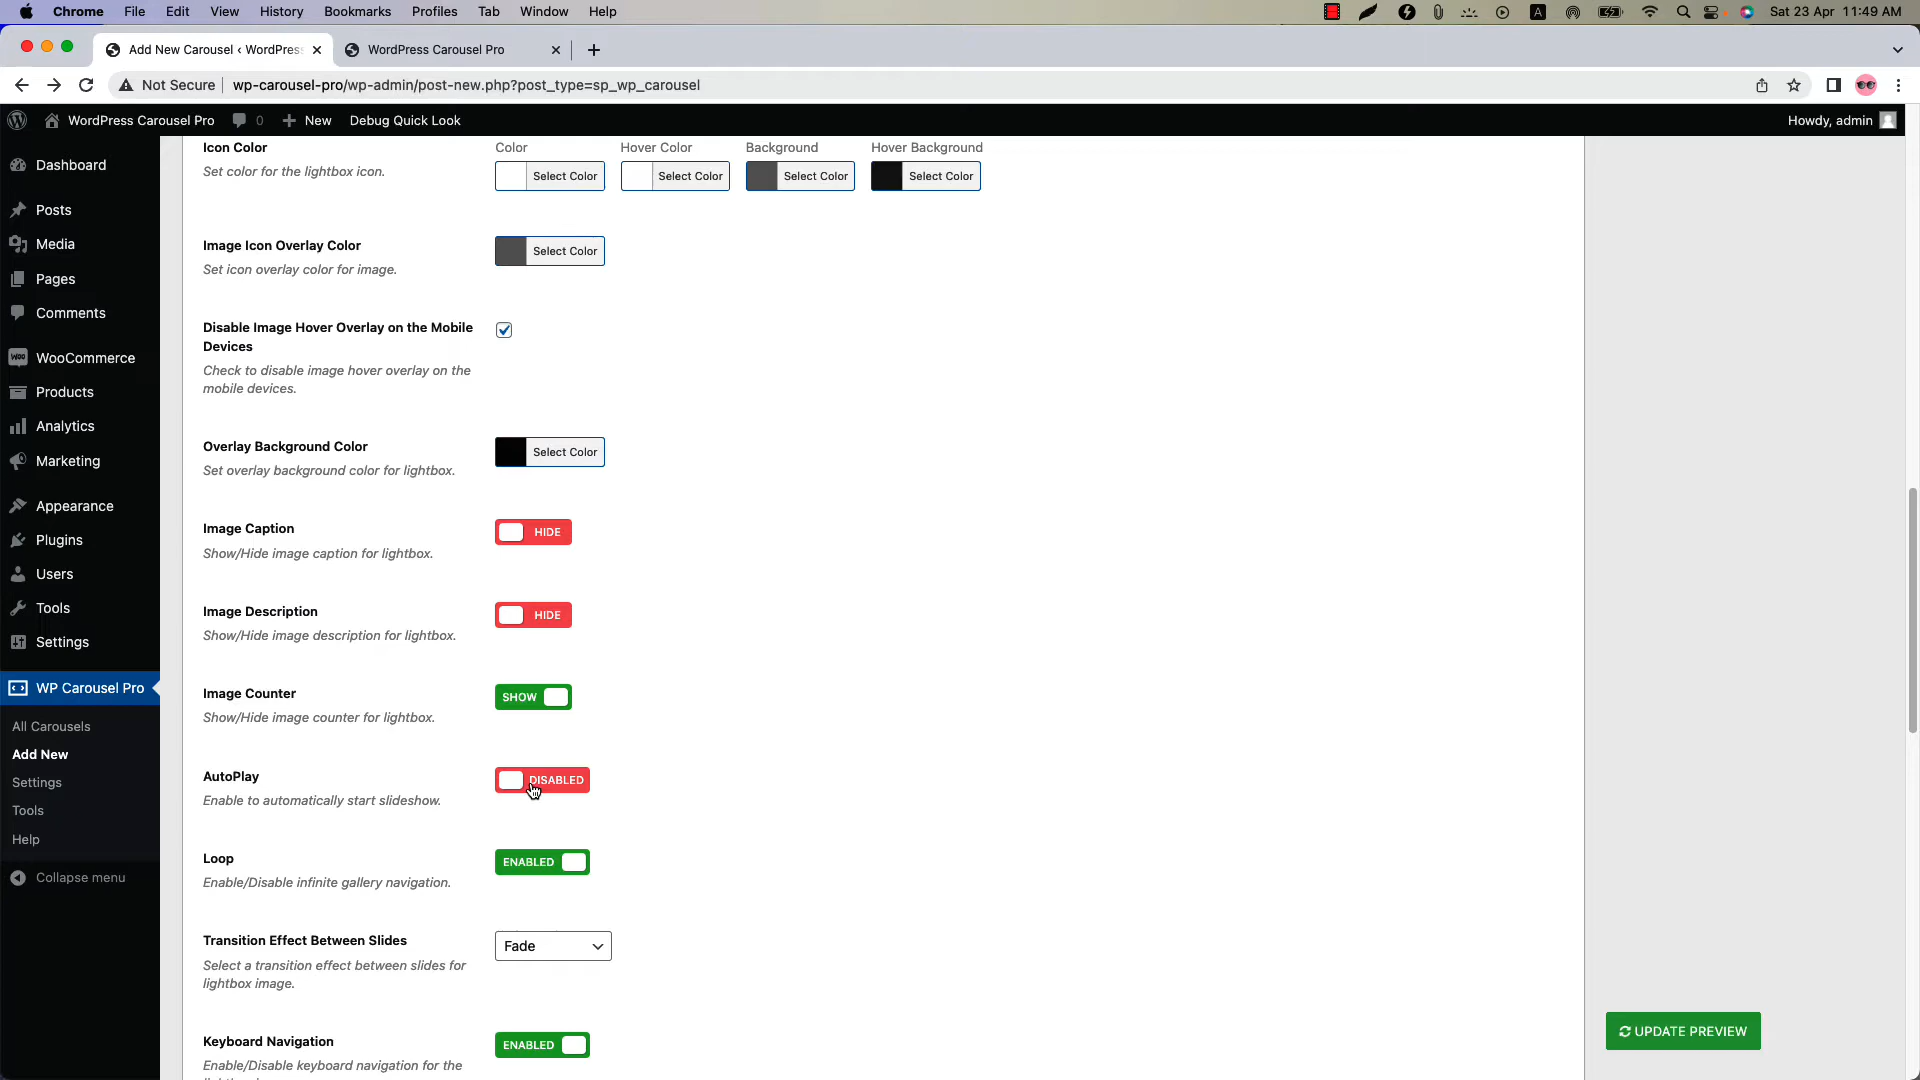 Chrome File Edit View History Bookmarks Profiles Tab Window Help A Sat 23 Apr 11:49 AM
Add New Carousel ‹ WordPress WordPress Carousel Pro
Not Secure wp-carousel-pro/wp-admin/post-new.php?post_type=sp_wp_carousel
WordPress Carousel Pro 0 New Debug Quick Look Howdy, admin
Dashboard
Posts
Media
Pages
Comments
WooCommerce
Products
Analytics
Marketing
Appearance
Plugins
Users
Tools
Settings
WP Carousel Pro
All Carousels
Add New
Settings
Tools
Help
Collapse menu
Icon Color Color Hover Color Background Hover Background
Set color for the lightbox icon. Select Color Select Color Select Color Select Color
Image Icon Overlay Color Select Color
Set icon overlay color for image.
Disable Image Hover Overlay on the Mobile
Devices
Check to disable image hover overlay on the
mobile devices.
Overlay Background Color Select Color
Set overlay background color for lightbox.
Image Caption HIDE
Show/Hide image caption for lightbox.
Image Description HIDE
Show/Hide image description for lightbox.
Image Counter SHOW
Show/Hide image counter for lightbox.
AutoPlay DISABLED
Enable to automatically start slideshow.
Loop ENABLED
Enable/Disable infinite gallery navigation.
Transition Effect Between Slides Fade
Select a transition effect between slides for
lightbox image.
Keyboard Navigation ENABLED
Enable/Disable keyboard navigation for the
UPDATE PREVIEW